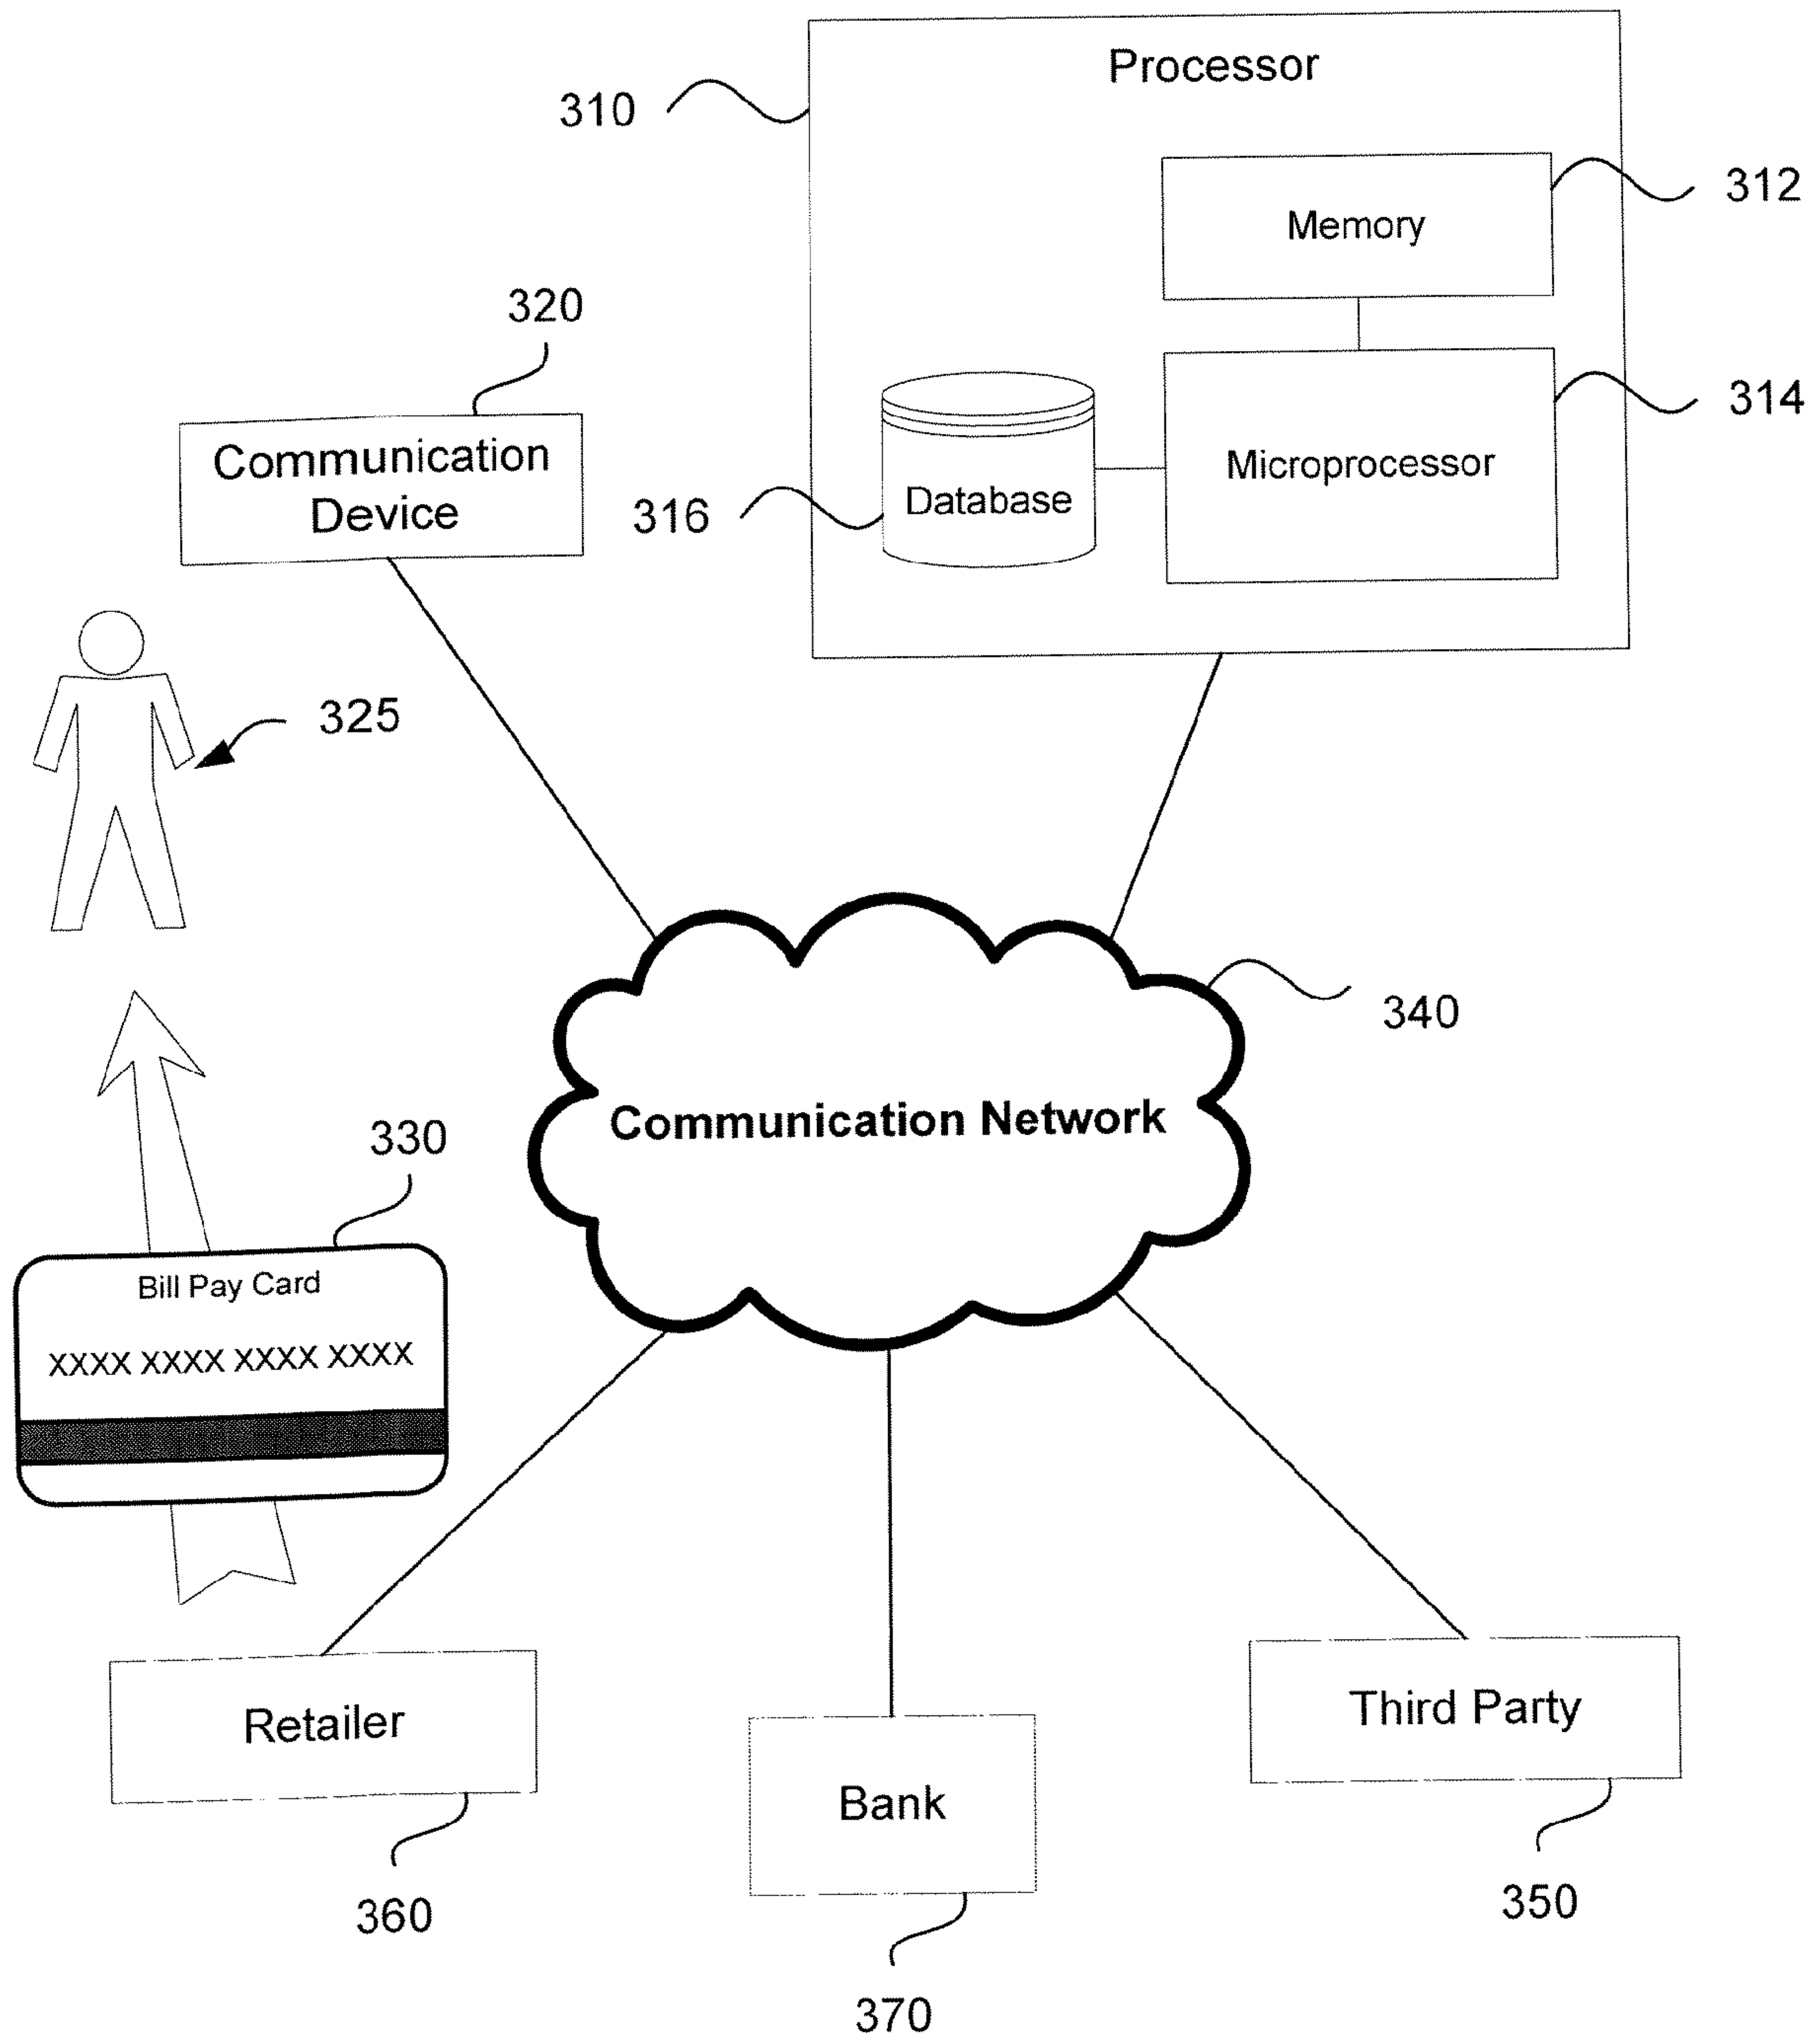 Processor
310
312
Memory
320
314
Communication
Device
Microprocessor
316
Database
325
340
Communication Network
330
Bill Pay Card
XXXX XXXX XXXX XXXX
Retailer
Third Party
Bank
360
350
370